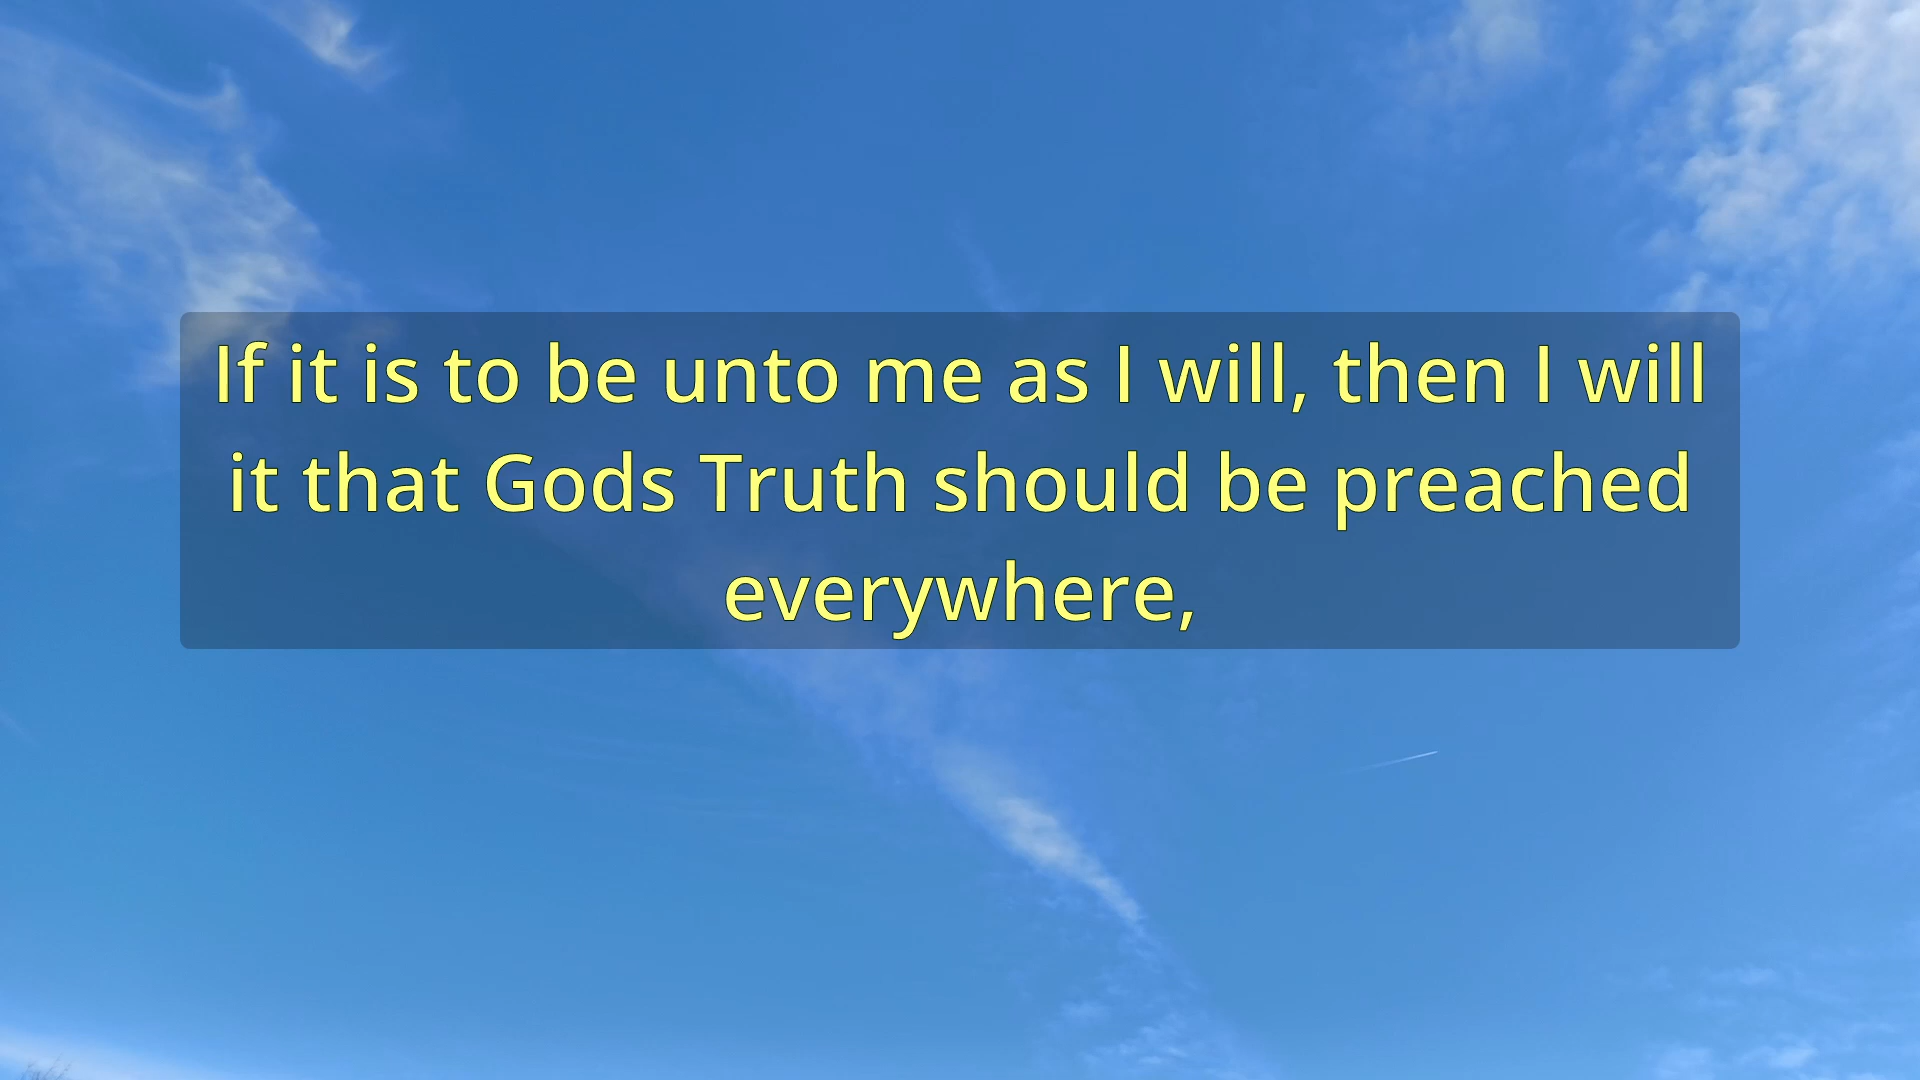 If it is to be unto me as I will, then I will
it that Gods Truth should be preached
everywhere,